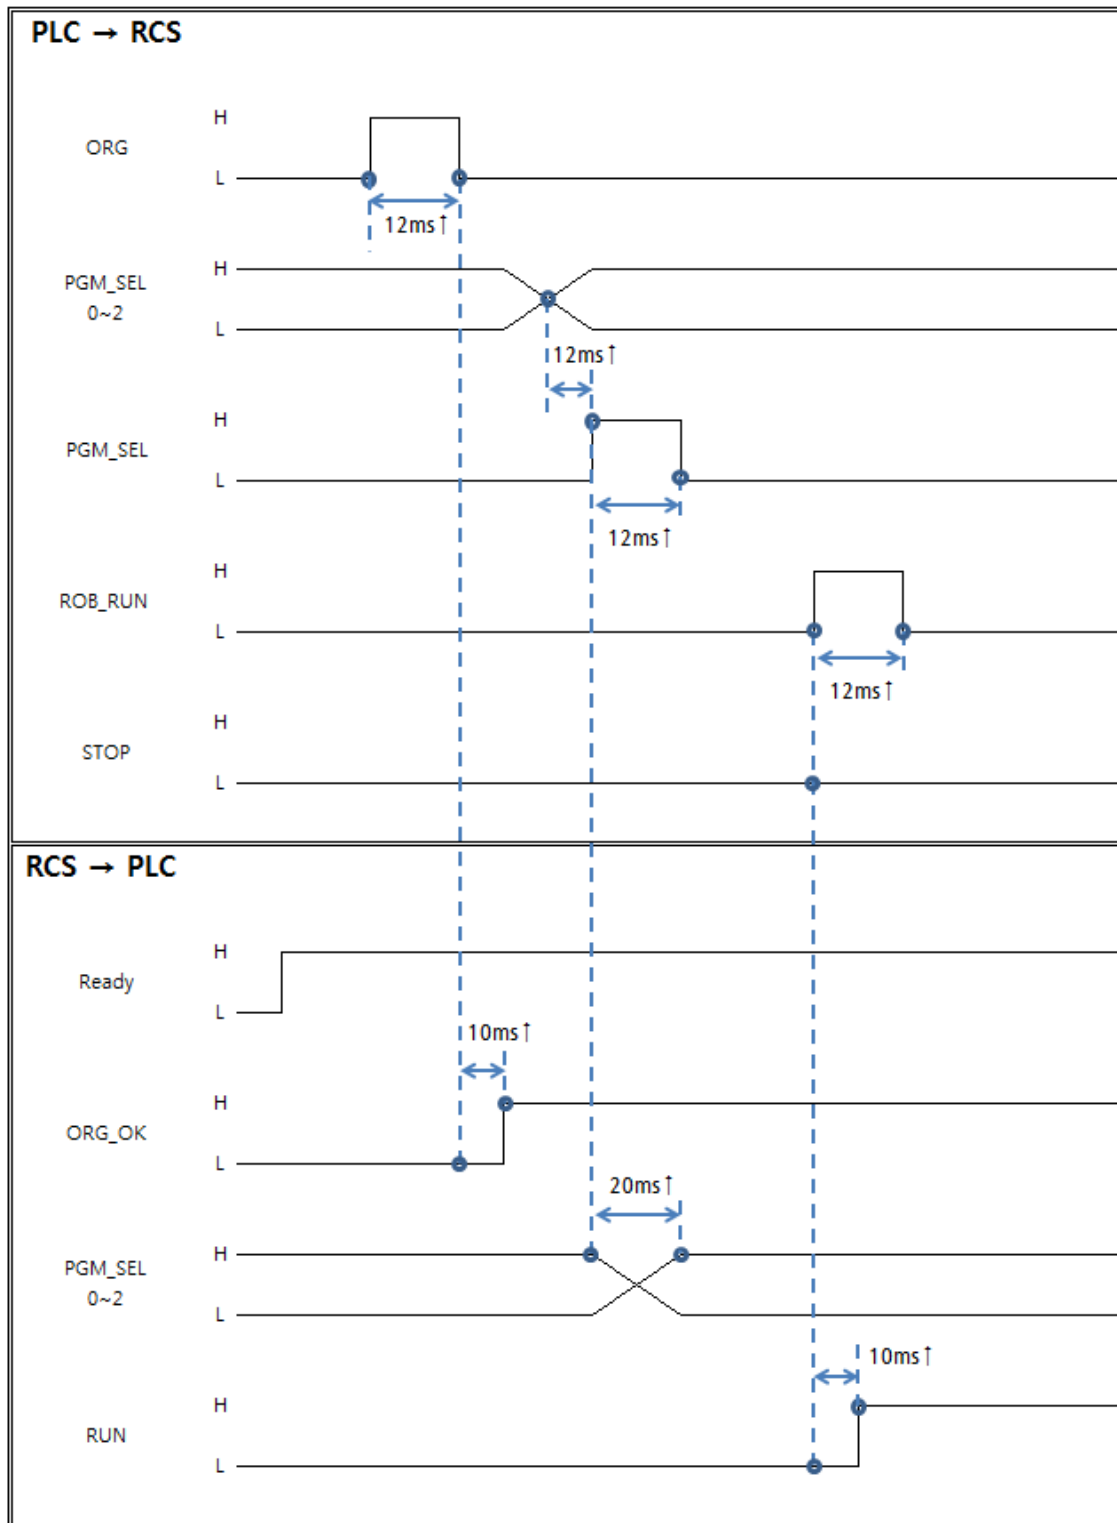 PLC → RCS
H
ORG
L
12ms↑
H
PGM_SEL
0~2
L
12ms↑
H
PGM_SEL
L
12ms↑
H
ROB_RUN
L
12ms↑
H
STOP
L
RCS → PLC
H
Ready
L
10ms↑
H
ORG_OK
L
20ms↑
H
PGM_SEL
0~2
L
10ms↑
H
RUN
L